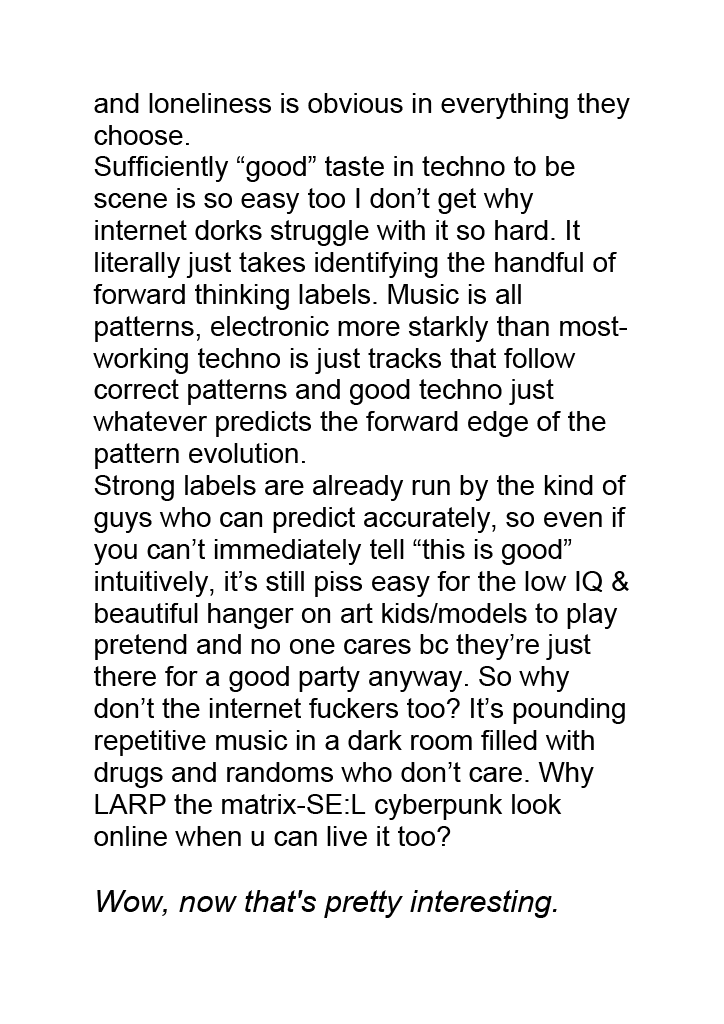 and loneliness is obvious in everything they
choose.
Sufficiently “good” taste in techno to be
scene is so easy too I don’t get why
internet dorks struggle with it so hard. It
literally just takes identifying the handful of
forward thinking labels. Music is all
patterns, electronic more starkly than most-
working techno is just tracks that follow
correct patterns and good techno just
whatever predicts the forward edge of the
pattern evolution.
Strong labels are already run by the kind of
guys who can predict accurately, so even if
you can’t immediately tell “this is good”
intuitively, it’s still piss easy for the low IQ &
beautiful hanger on art kids/models to play
pretend and no one cares bc they’re just
there for a good party anyway. So why
don’t the internet fuckers too? It’s pounding
repetitive music in a dark room filled with
drugs and randoms who don’t care. Why
LARP the matrix-SE:L cyberpunk look
online when u can live it too?
Wow, now that's pretty interesting.